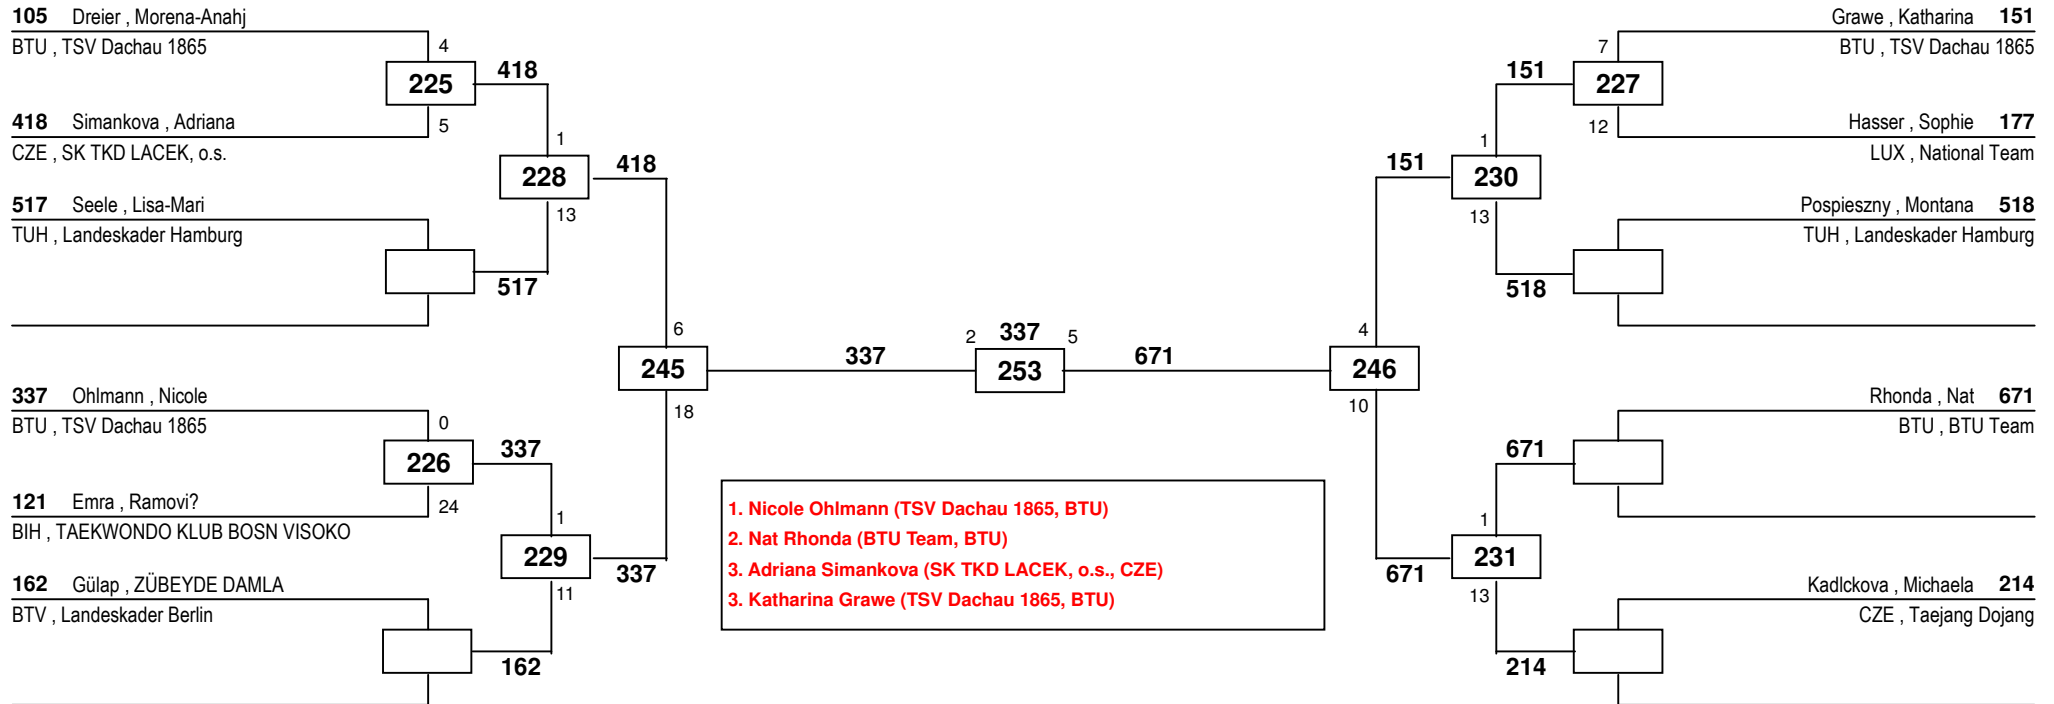 105 Dreier , Morena-Anahj
BTU , TSV Dachau 1865
4
225
418
418 Simankova , Adriana
5
CZE , SK TKD LACEK, o.s.
1
228
418
13
517 Seele , Lisa-Mari
TUH , Landeskader Hamburg
517
6
245
337
18
337 Ohlmann , Nicole
BTU , TSV Dachau 1865
0
226
337
121 Emra , Ramovi?
24
BIH , TAEKWONDO KLUB BOSN VISOKO
1
229
337
11
162 Gülap , ZÜBEYDE DAMLA
BTV , Landeskader Berlin
162
2 337 5
253
671
1. Nicole Ohlmann (TSV Dachau 1865, BTU)
2. Nat Rhonda (BTU Team, BTU)
3. Adriana Simankova (SK TKD LACEK, o.s., CZE)
3. Katharina Grawe (TSV Dachau 1865, BTU)
Grawe , Katharina 151
BTU , TSV Dachau 1865
7
151
227
12
Hasser , Sophie 177
LUX , National Team
1
151
230
13
Pospieszny , Montana 518
TUH , Landeskader Hamburg
518
4
246
10
Rhonda , Nat 671
BTU , BTU Team
671
1
231
671
13
Kadlckova , Michaela 214
CZE , Taejang Dojang
214